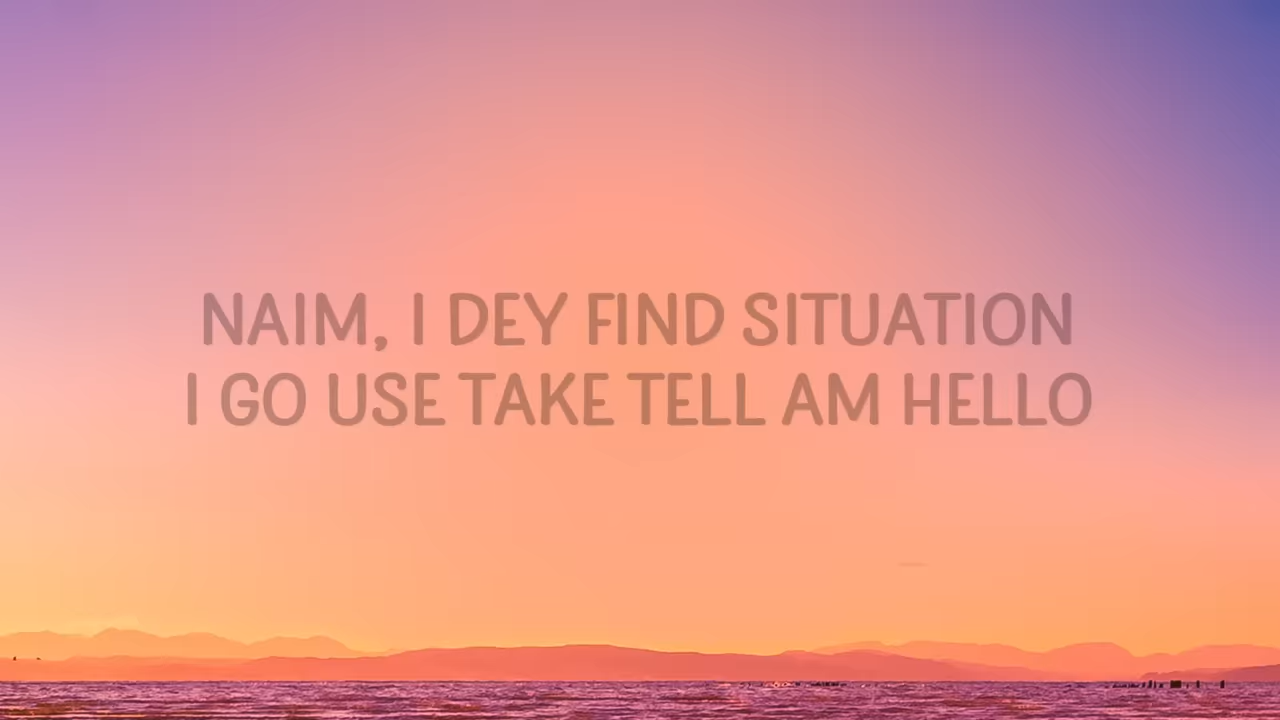 NAIM, I DEY FIND SITUATION
I GO USE TAKE TELL AM HELLO